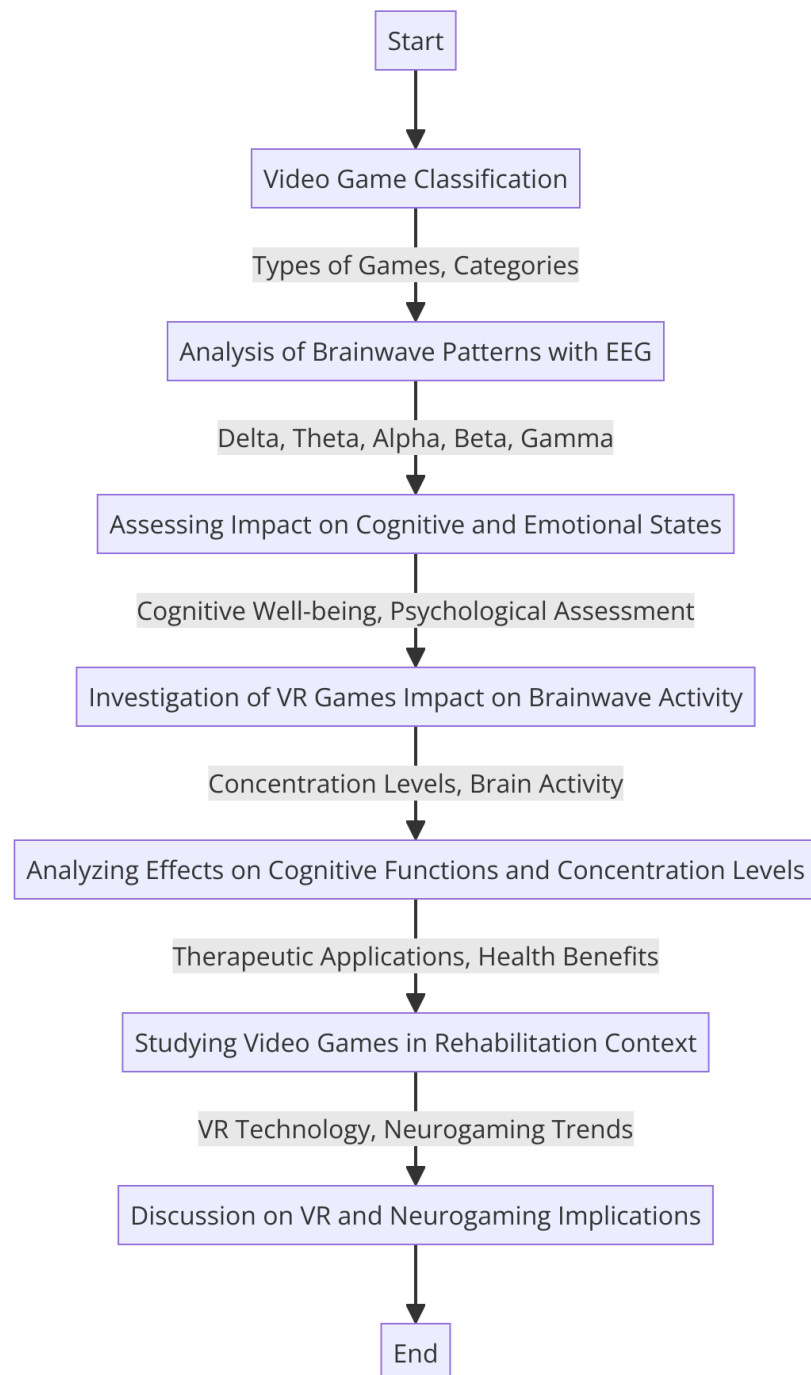 Start
Video Game Classification
Types of Games, Categories
Analysis of Brainwave Patterns with EEG
Delta, Theta, Alpha, Beta, Gamma
Assessing Impact on Cognitive and Emotional States
Cognitive Well-being, Psychological Assessment
Investigation of VR Games Impact on Brainwave Activity
Concentration Levels, Brain Activity
Analyzing Effects on Cognitive Functions and Concentration Levels
Therapeutic Applications, Health Benefits
Studying Video Games in Rehabilitation Context
VR Technology, Neurogaming Trends
Discussion on VR and Neurogaming Implications
End